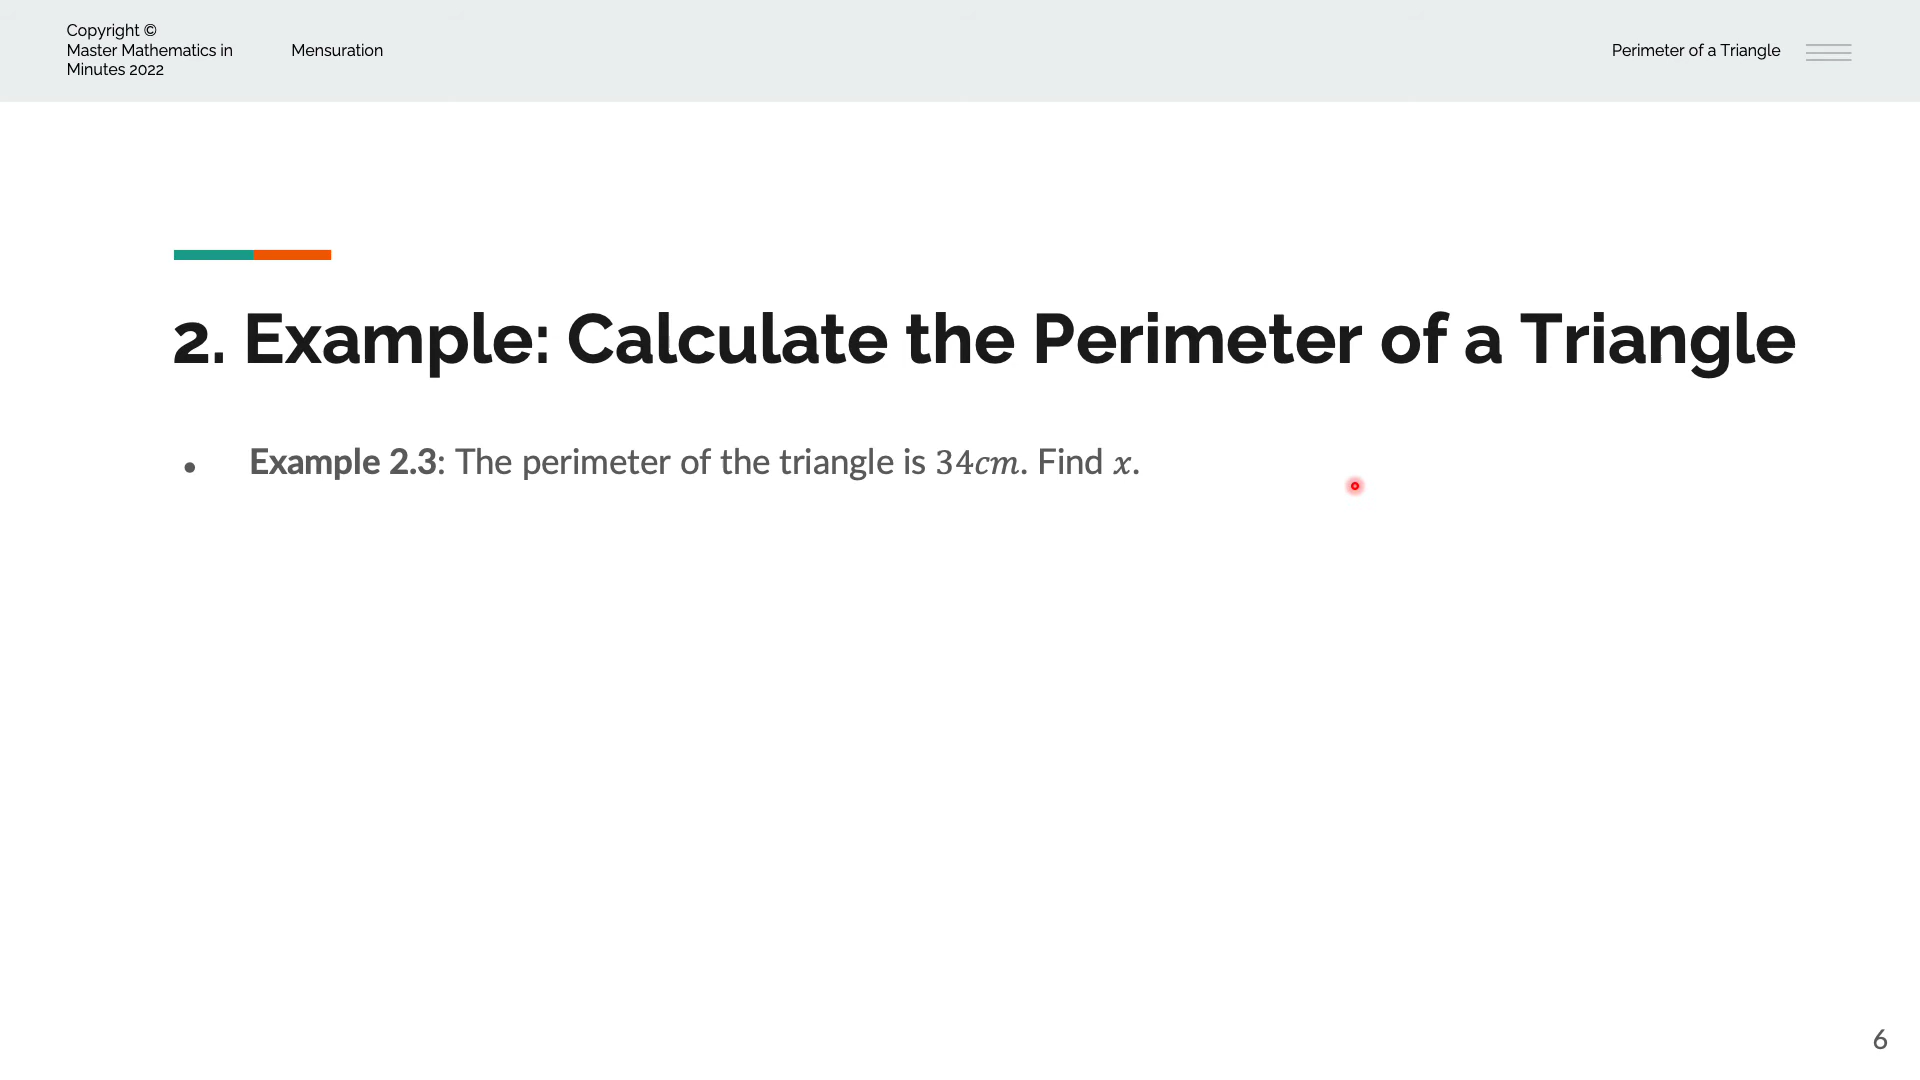 Copyright ©
Master Mathematics in
Minutes 2022
Mensuration
Perimeter of a Triangle
2. Example: Calculate the Perimeter of a Triangle
• Example 2.3: The perimeter of the triangle is 34cm. Find x.
6